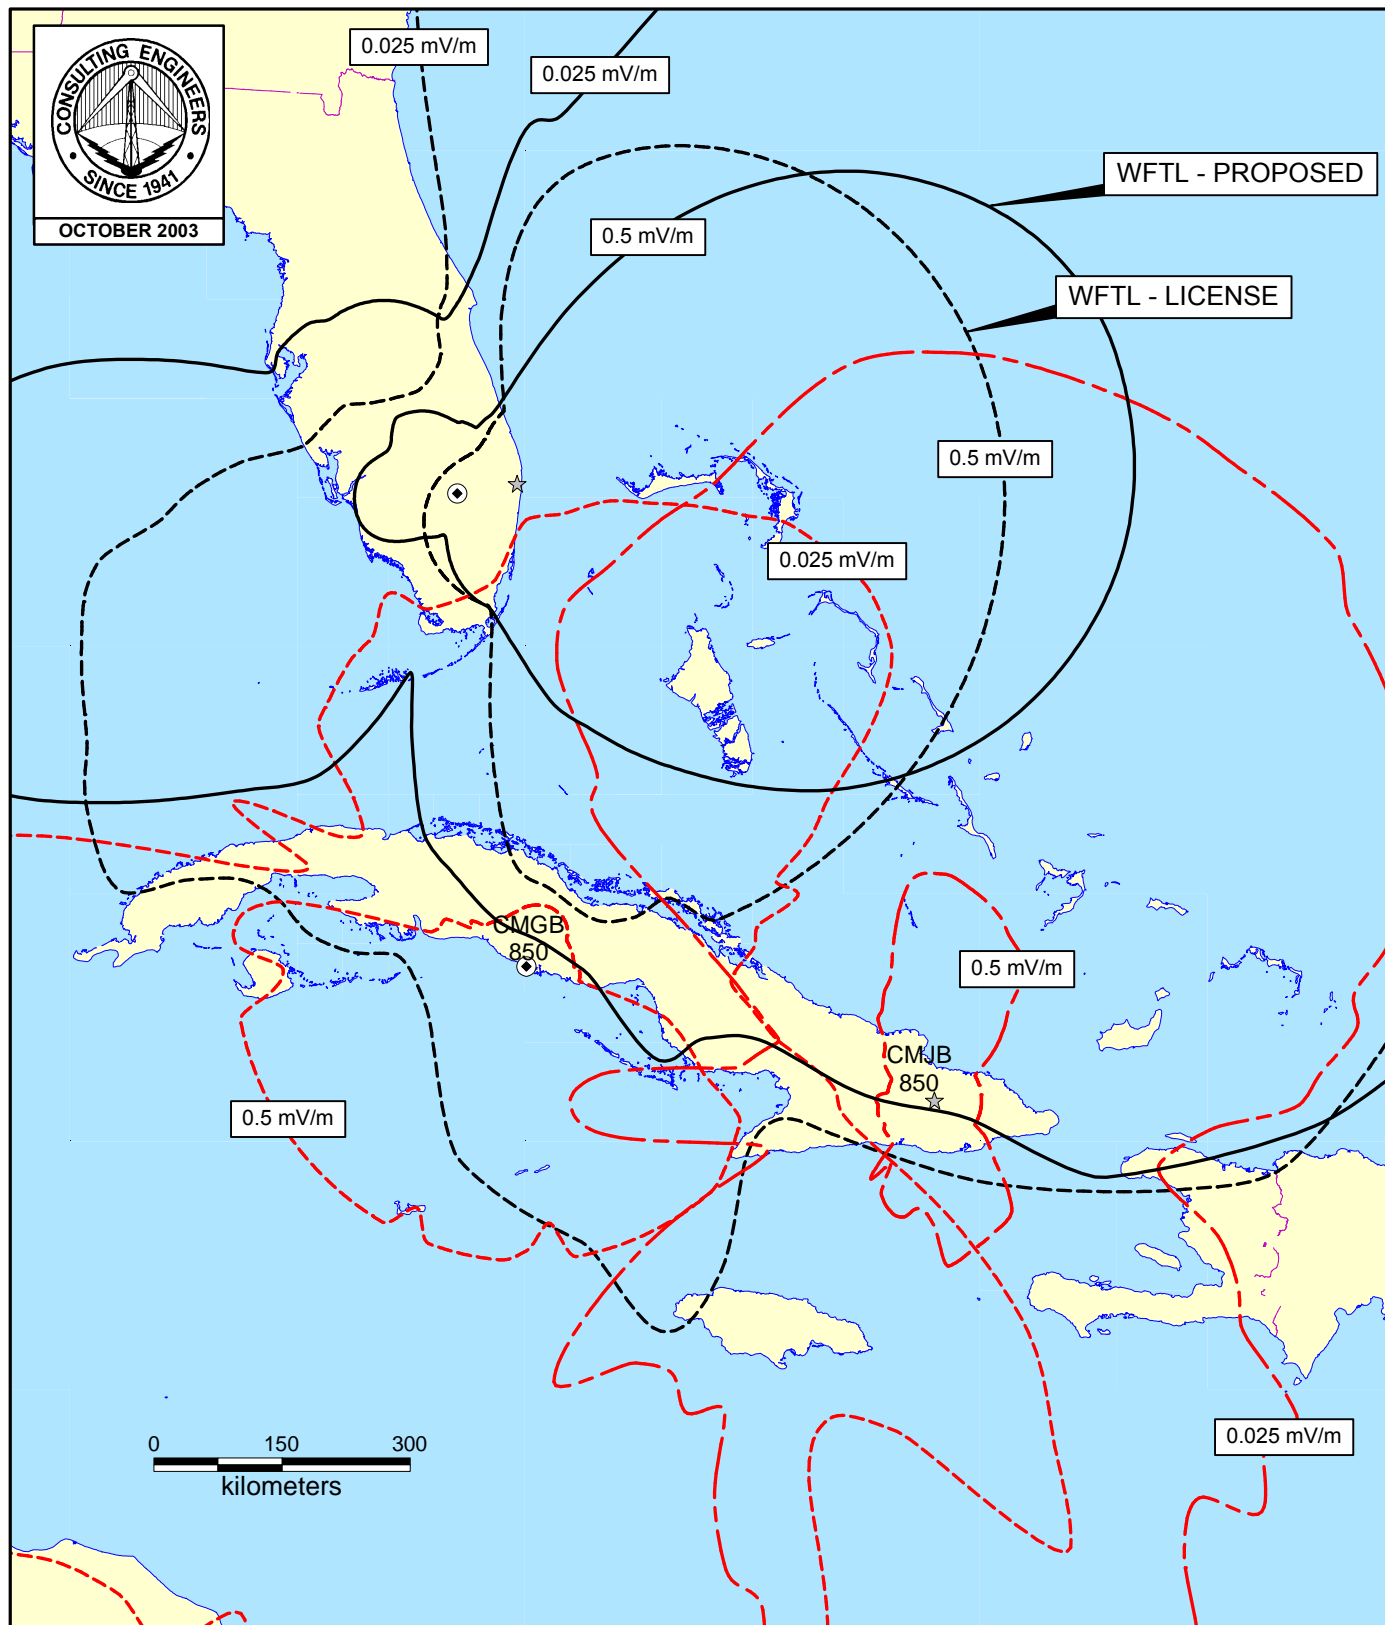 CONSULTING ENGINEERS
SINCE 1941
OCTOBER 2003
0.025 mV/m
0.025 mV/m
WFTL - PROPOSED
0.5 mV/m
WFTL - LICENSE
0.5 mV/m
0.025 mV/m
CMGB
850
0.5 mV/m
CMJB
850
0.5 mV/m
0.025 mV/m
0 150 300
kilometers